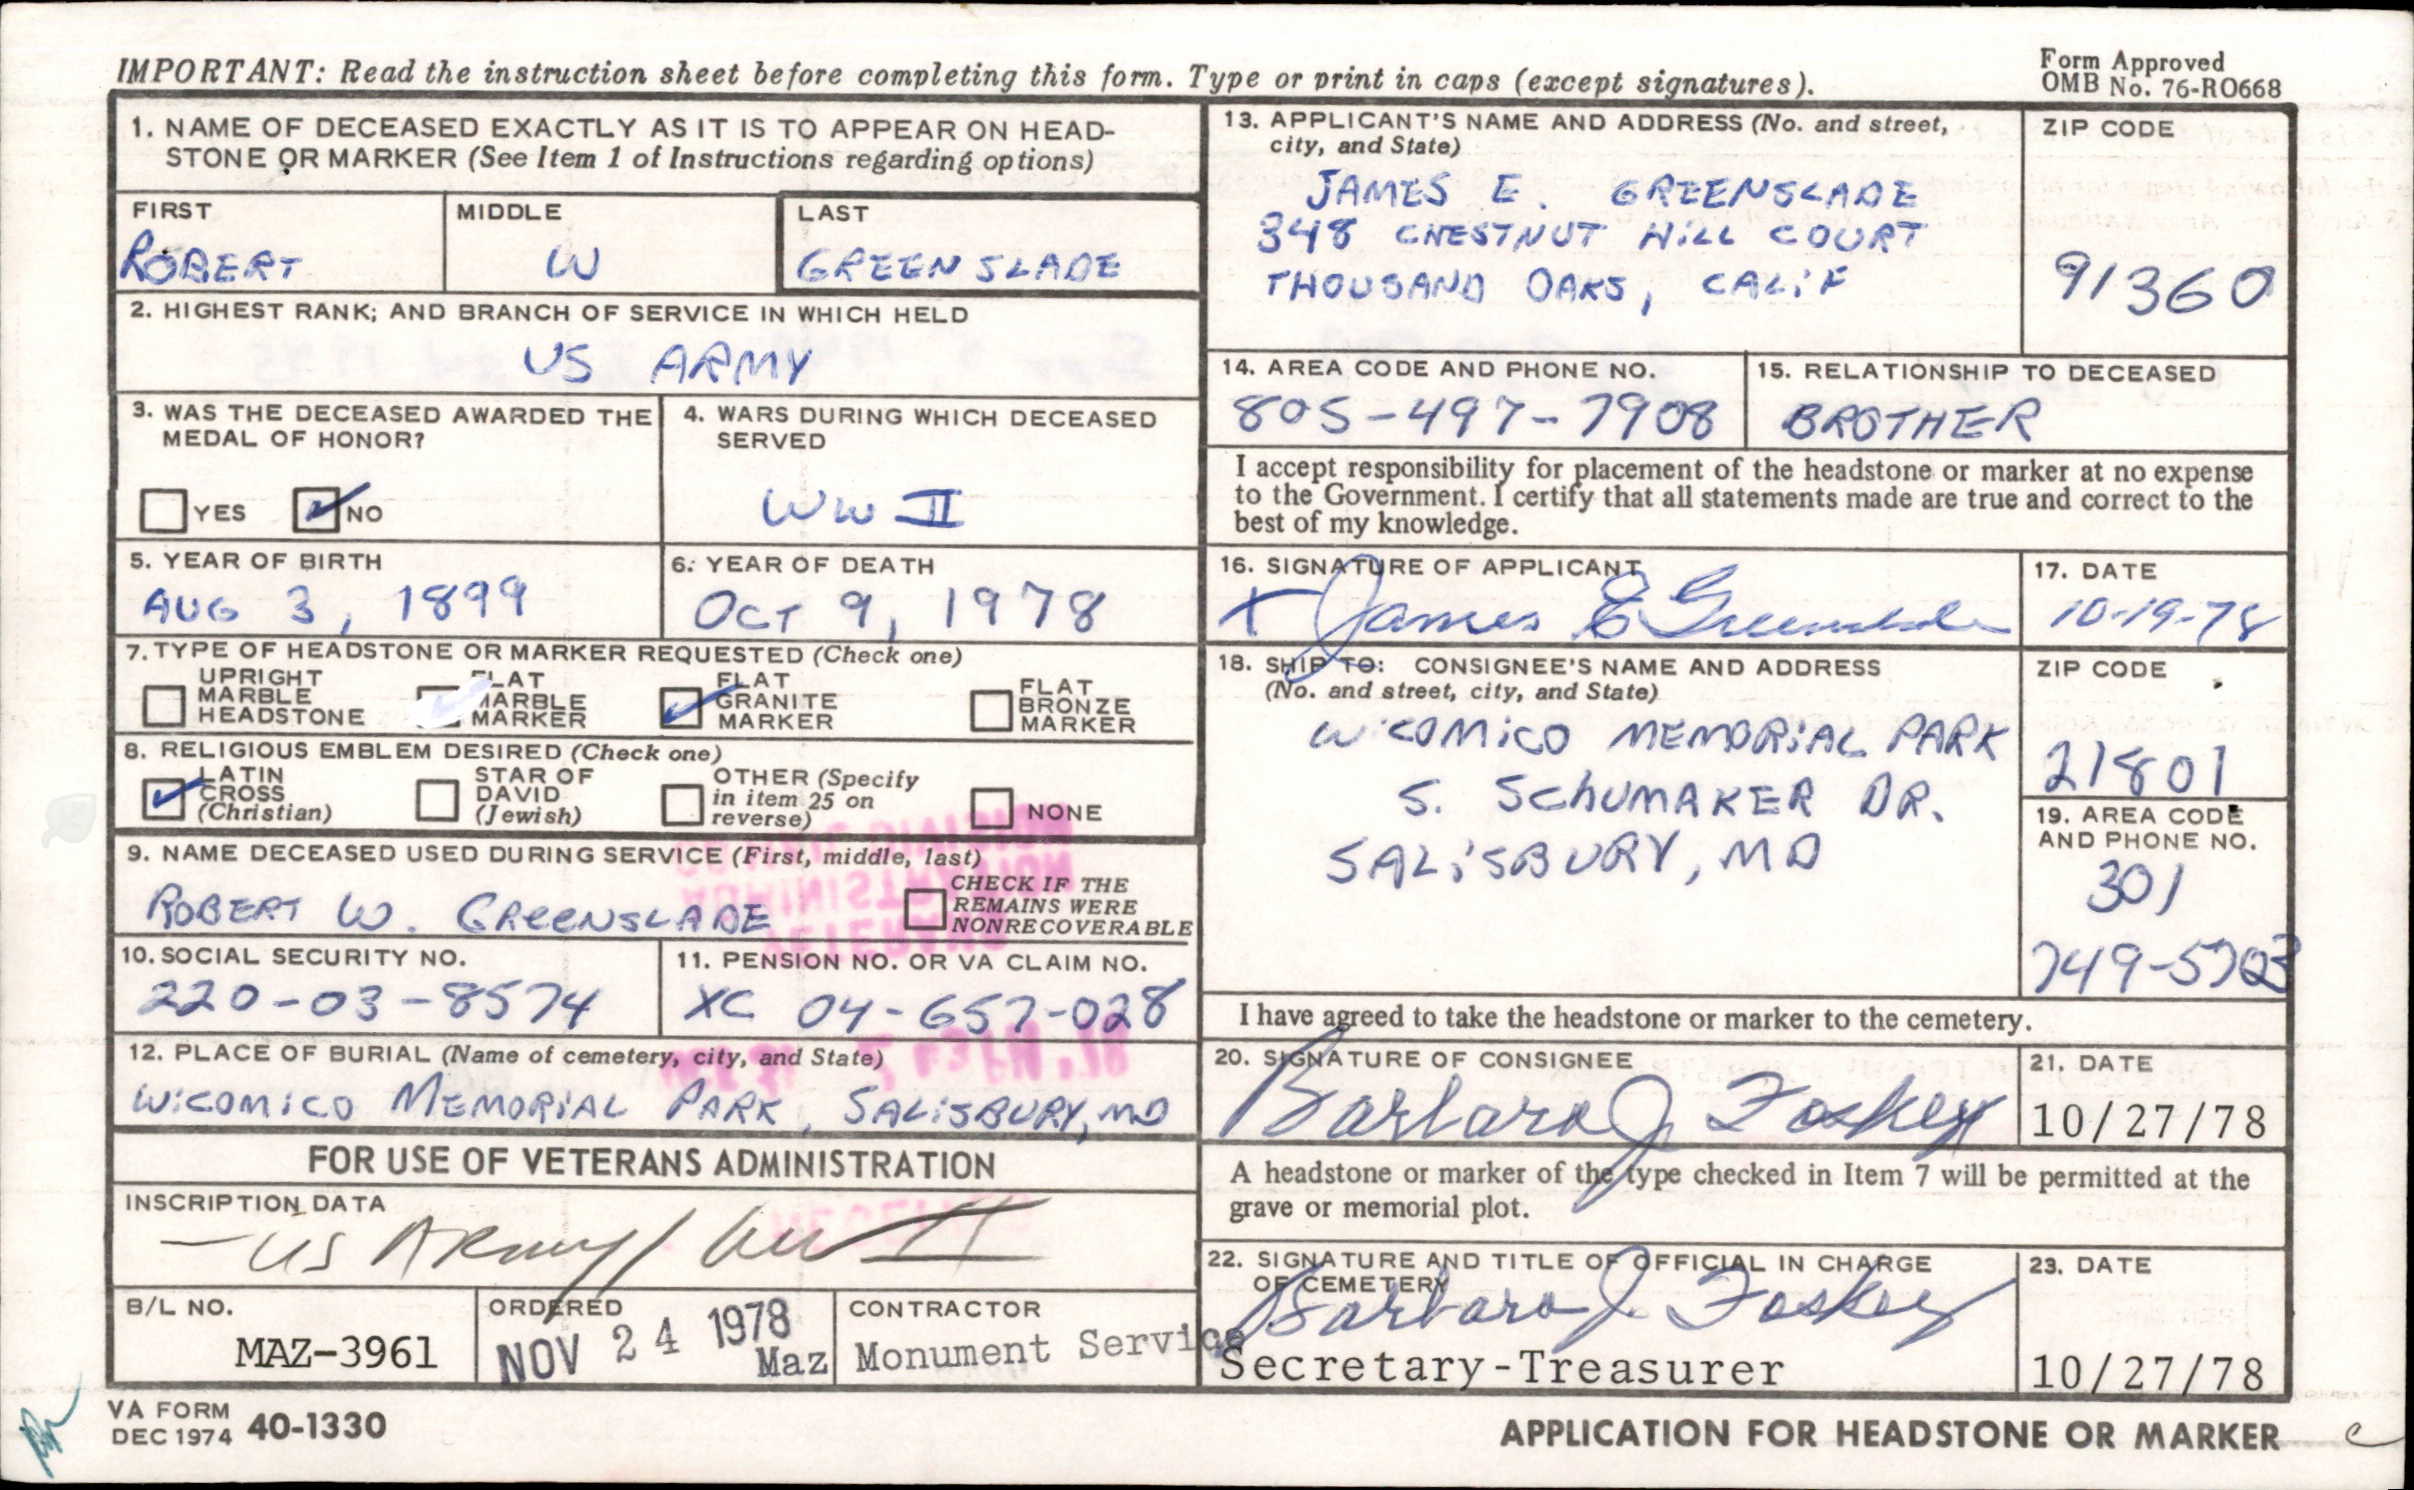 IMPORTANT: Read the instruction sheet before completing this form. Type or print in caps (except signatures).
Form Approved
OMB No. 76-RO668
1. NAME OF DECEASED EXACTLY AS IT IS TO APPEAR ON HEAD-
STONE OR MARKER (See Item 1 of Instructions regarding options)
FIRST
ROBERT
MIDDLE
W
LAST
GREENSLADE
2. HIGHEST RANK; AND BRANCH OF SERVICE IN WHICH HELD
US ARMY
3. WAS THE DECEASED AWARDED THE
MEDAL OF HONOR?
YES NO
4. WARS DURING WHICH DECEASED
SERVED
WW II
5. YEAR OF BIRTH
AUG 3, 1899
6. YEAR OF DEATH
OCT 9, 1978
7. TYPE OF HEADSTONE OR MARKER REQUESTED (Check one)
UPRIGHT
MARBLE
HEADSTONE
FLAT
MARBLE
MARKER
FLAT
GRANITE
MARKER
FLAT
BRONZE
MARKER
8. RELIGIOUS EMBLEM DESIRED (Check one)
LATIN
CROSS
(Christian)
STAR OF
DAVID
(Jewish)
OTHER (Specify
in item 25 on
reverse)
NONE
9. NAME DECEASED USED DURING SERVICE (First, middle, last)
ROBERT W. GREENSLADE
CHECK IF THE
REMAINS WERE
NONRECOVERABLE
10. SOCIAL SECURITY NO.
220-03-8574
11. PENSION NO. OR VA CLAIM NO.
XC 04-657-028
12. PLACE OF BURIAL (Name of cemetery, city, and State)
WICOMICO MEMORIAL PARK, SALISBURY, MD
FOR USE OF VETERANS ADMINISTRATION
INSCRIPTION DATA
- US ARMY / WW II
B/L NO.
MAZ-3961
ORDERED
NOV 24 1978
Maz
CONTRACTOR
Monument Service
13. APPLICANT'S NAME AND ADDRESS (No. and street,
city, and State)
JAMES E. GREENSLADE
348 CHESTNUT HILL COURT
THOUSAND OAKS, CALIF
ZIP CODE
91360
14. AREA CODE AND PHONE NO.
805-497-7908
15. RELATIONSHIP TO DECEASED
BROTHER
I accept responsibility for placement of the headstone or marker at no expense
to the Government. I certify that all statements made are true and correct to the
best of my knowledge.
16. SIGNATURE OF APPLICANT
X James E Greenslade
17. DATE
10-19-78
18. SHIP TO: CONSIGNEE'S NAME AND ADDRESS
(No. and street, city, and State)
WICOMICO MEMORIAL PARK
S. SCHUMAKER DR.
SALISBURY, MD
ZIP CODE
21801
19. AREA CODE
AND PHONE NO.
301
749-5703
I have agreed to take the headstone or marker to the cemetery.
20. SIGNATURE OF CONSIGNEE
Barbara J. Foskey
21. DATE
10/27/78
A headstone or marker of the type checked in Item 7 will be permitted at the
grave or memorial plot.
22. SIGNATURE AND TITLE OF OFFICIAL IN CHARGE
OF CEMETERY
Barbara J. Foskey
Secretary-Treasurer
23. DATE
10/27/78
VA FORM
DEC 1974 40-1330
APPLICATION FOR HEADSTONE OR MARKER